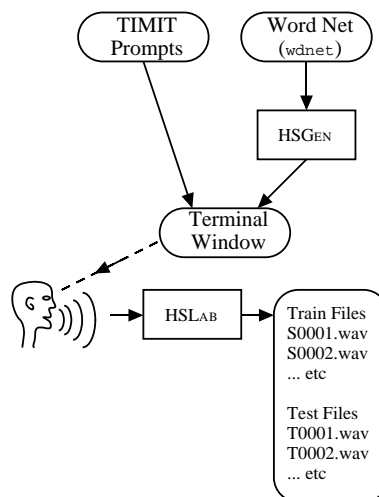 TIMIT
Prompts
Word Net
(wdnet)
HSGEN
Terminal
Window
HSLAB
Train Files
S0001.wav
S0002.wav
... etc
Test Files
T0001.wav
T0002.wav
... etc